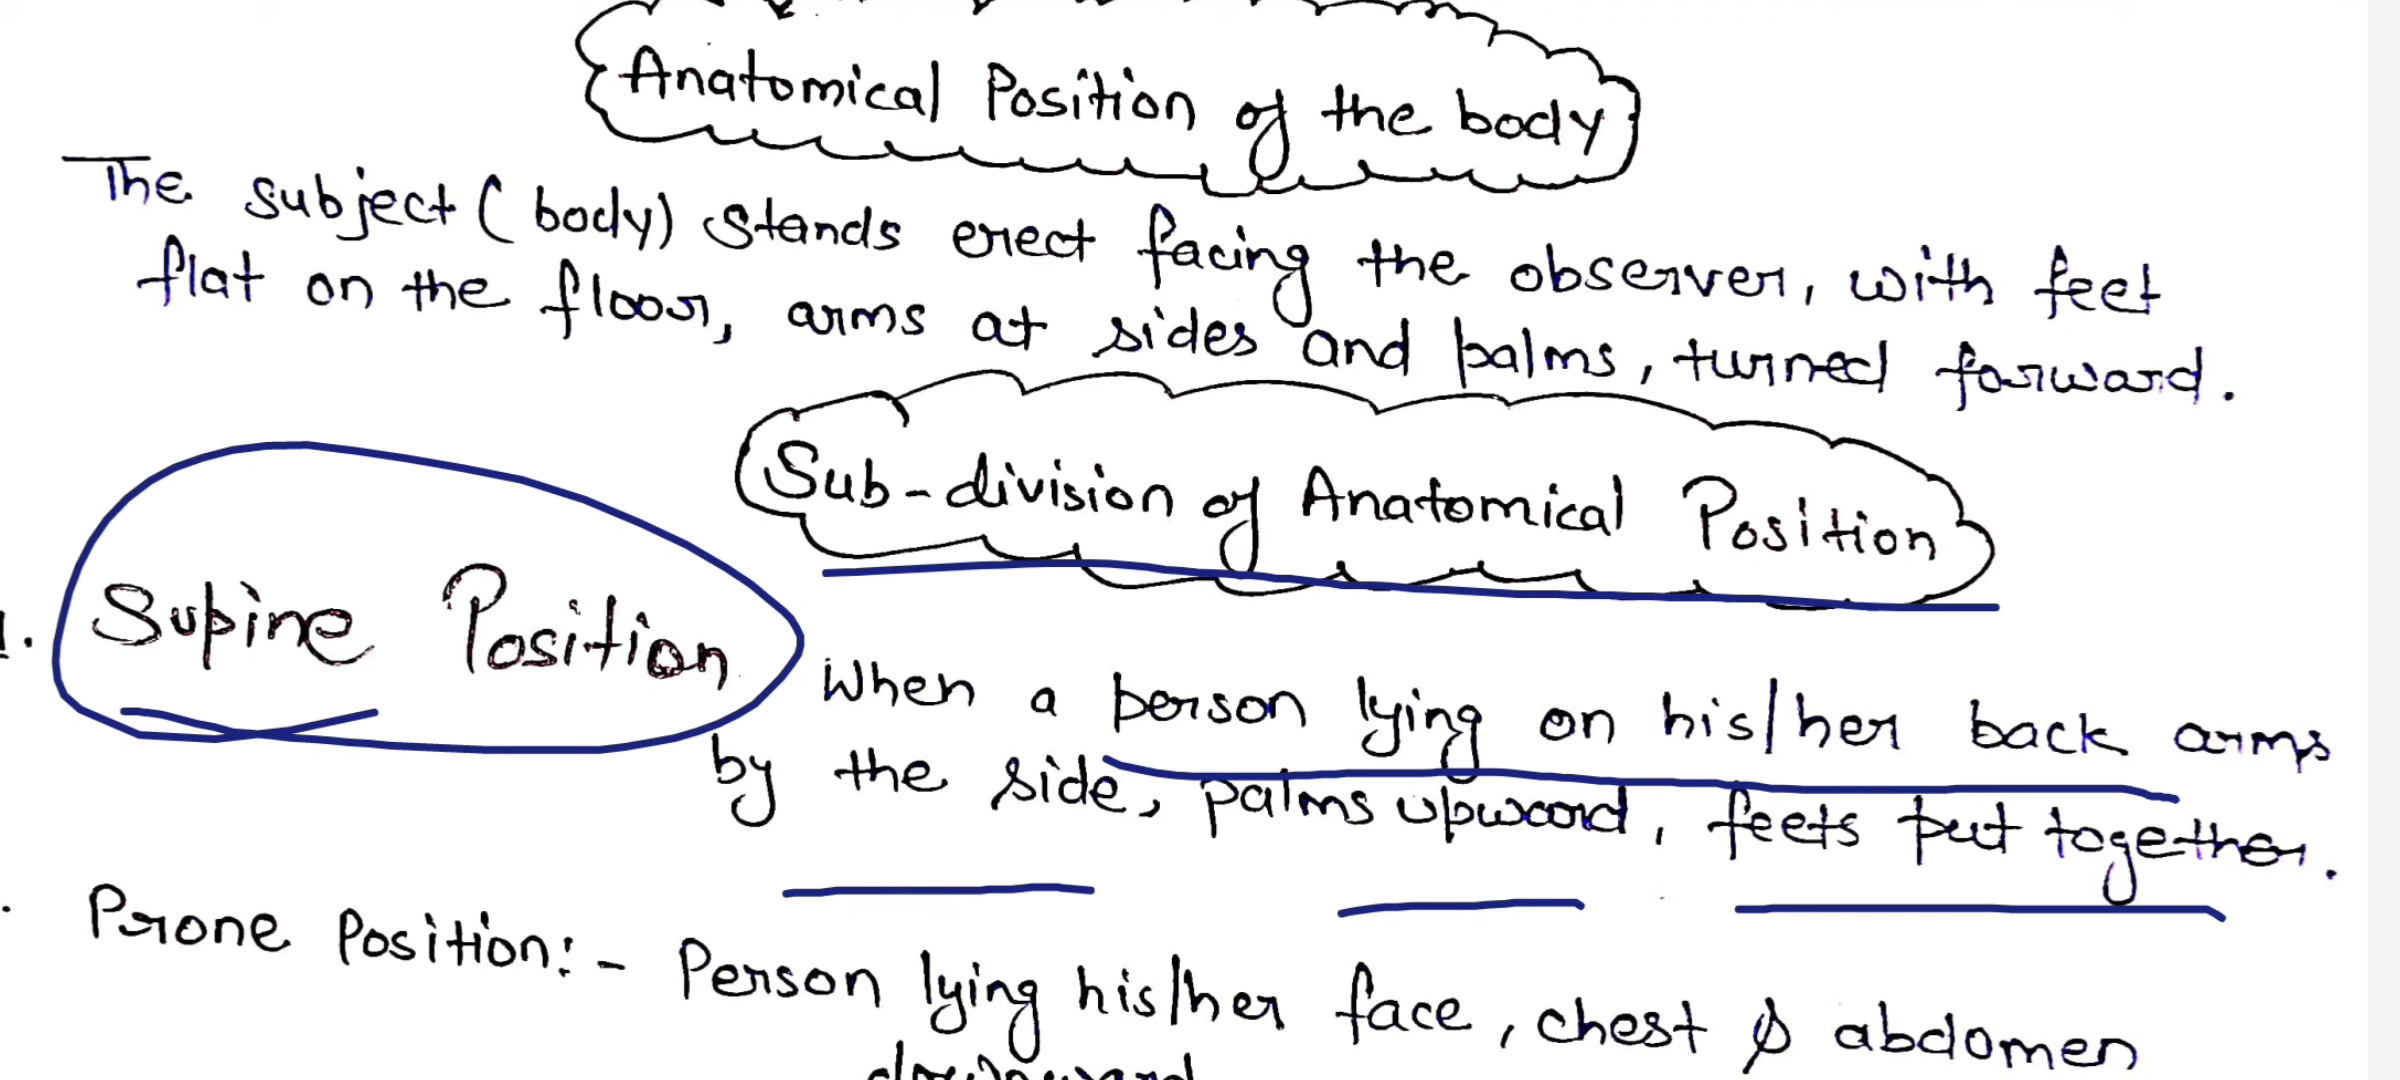 Anatomical Position of the body
The subject (body) stands erect facing the observer, with feet
flat on the floor, arms at sides and palms, turned forward.
Sub-division of Anatomical Position
1. Supine Position
When a person lying on his/her back arms
by the side, palms upward, feets put together.
Prone Position:- Person lying his/her face, chest & abdomen
downward